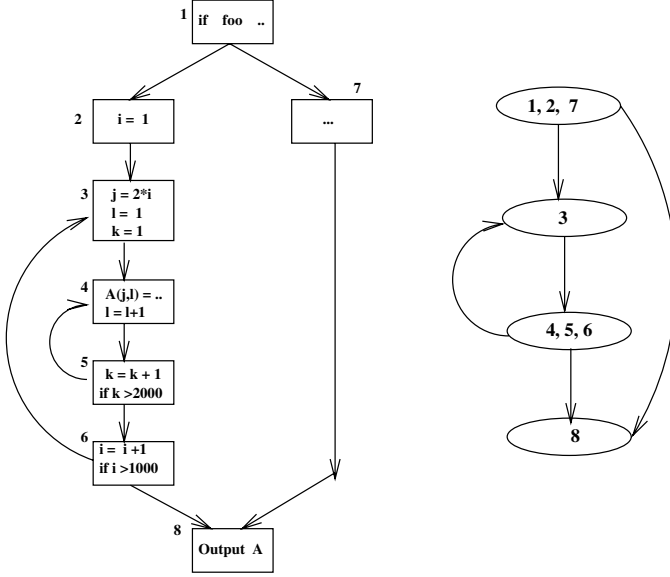 1
if foo ..
7
2
i = 1
...
3
j = 2*i
l = 1
k = 1
4
A(j,l) = ..
l = l+1
5
k = k + 1
if k >2000
6
i = i +1
if i >1000
8
Output A
1, 2, 7
3
4, 5, 6
8